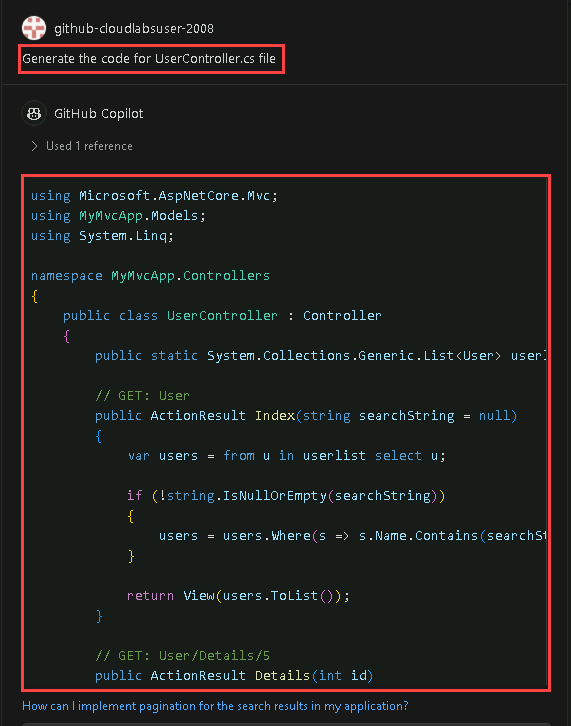 github-cloudlabsuser-2008
Generate the code for UserController.cs file
GitHub Copilot
Used 1 reference
using Microsoft.AspNetCore.Mvc;
using MyMvcApp.Models;
using System.Linq;
namespace MyMvcApp.Controllers
{
public class UserController : Controller
{
public static System.Collections.Generic.List<User> userl
// GET: User
public ActionResult Index(string searchString = null)
{
var users = from u in userlist select u;
if (!string.IsNullOrEmpty(searchString))
{
users = users.Where(s => s.Name.Contains(searchSt
}
return View(users.ToList());
}
// GET: User/Details/5
public ActionResult Details(int id)
How can I implement pagination for the search results in my application?